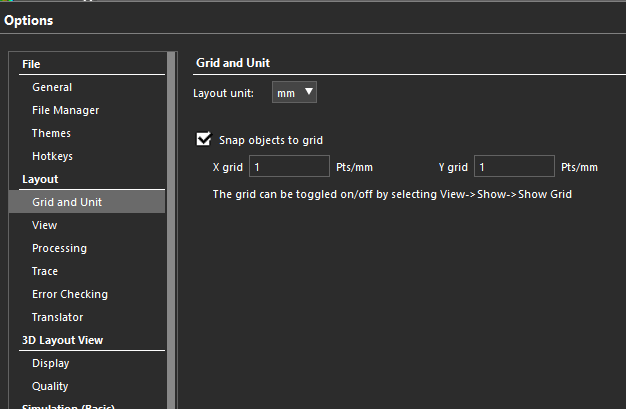 Options
File
General
File Manager
Themes
Hotkeys
Layout
Grid and Unit
View
Processing
Trace
Error Checking
Translator
3D Layout View
Display
Quality
Simulation (Basic)
Grid and Unit
Layout unit: mm
Snap objects to grid
X grid 1 Pts/mm Y grid 1 Pts/mm
The grid can be toggled on/off by selecting View->Show->Show Grid